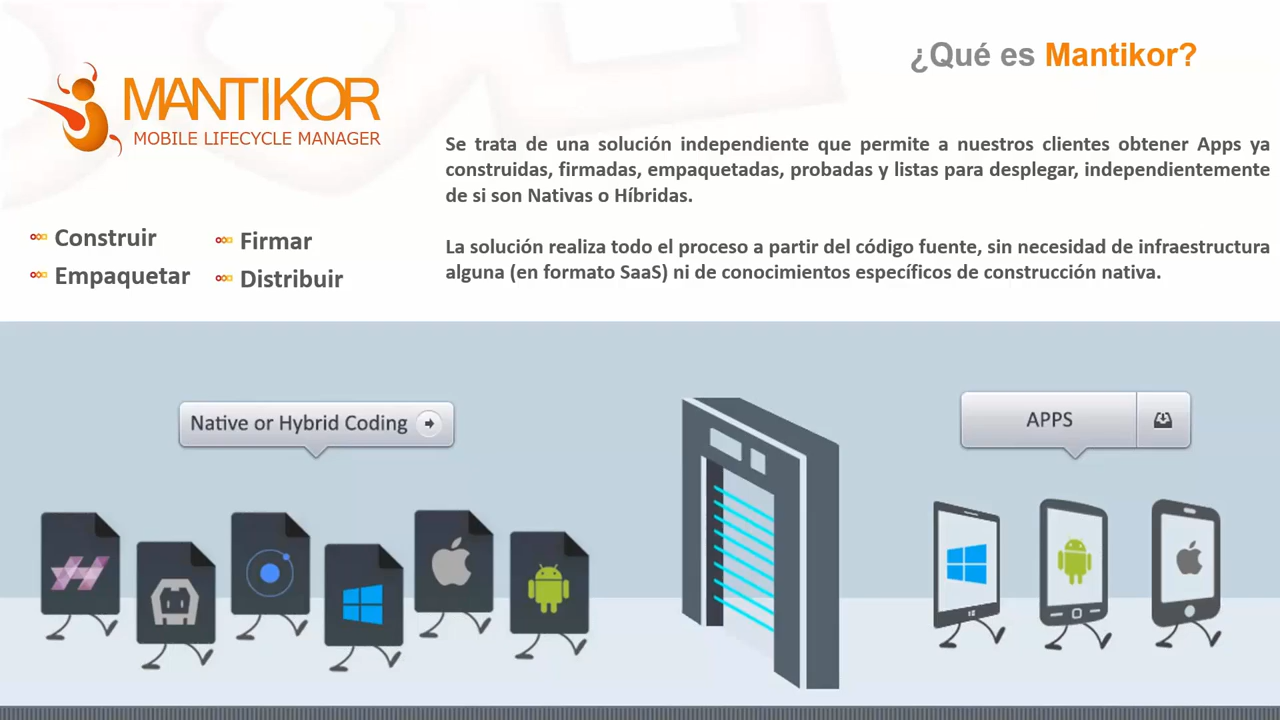 ¿Qué es Mantikor?
MANTIKOR
MOBILE LIFECYCLE MANAGER
Se trata de una solución independiente que permite a nuestros clientes obtener Apps ya
construidas, firmadas, empaquetadas, probadas y listas para desplegar, independientemente
de si son Nativas o Híbridas.
La solución realiza todo el proceso a partir del código fuente, sin necesidad de infraestructura
alguna (en formato SaaS) ni de conocimientos específicos de construcción nativa.
Construir
Firmar
Empaquetar
Distribuir
Native or Hybrid Coding
APPS